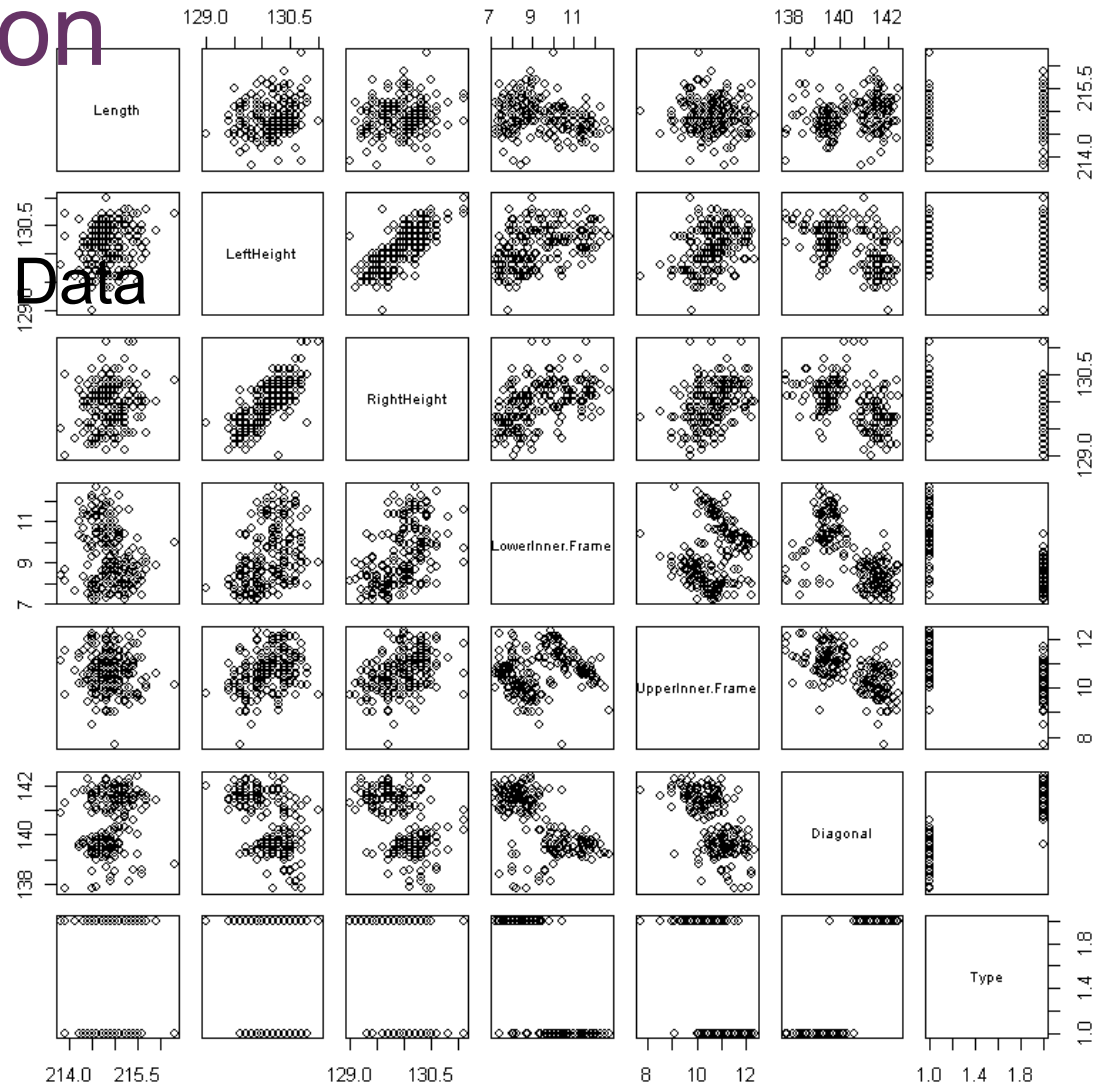 on
129.0 130.5 7 9 11 138 140 142
Length
214.0 215.5
129.0 130.5
LeftHeight
Data
RightHeight
129.0 130.5
7 9 11
LowerInner.Frame
UpperInner.Frame
8 10 12
138 140 142
Diagonal
Type
1.0 1.4 1.8
214.0 215.5 129.0 130.5 8 10 12 1.0 1.4 1.8